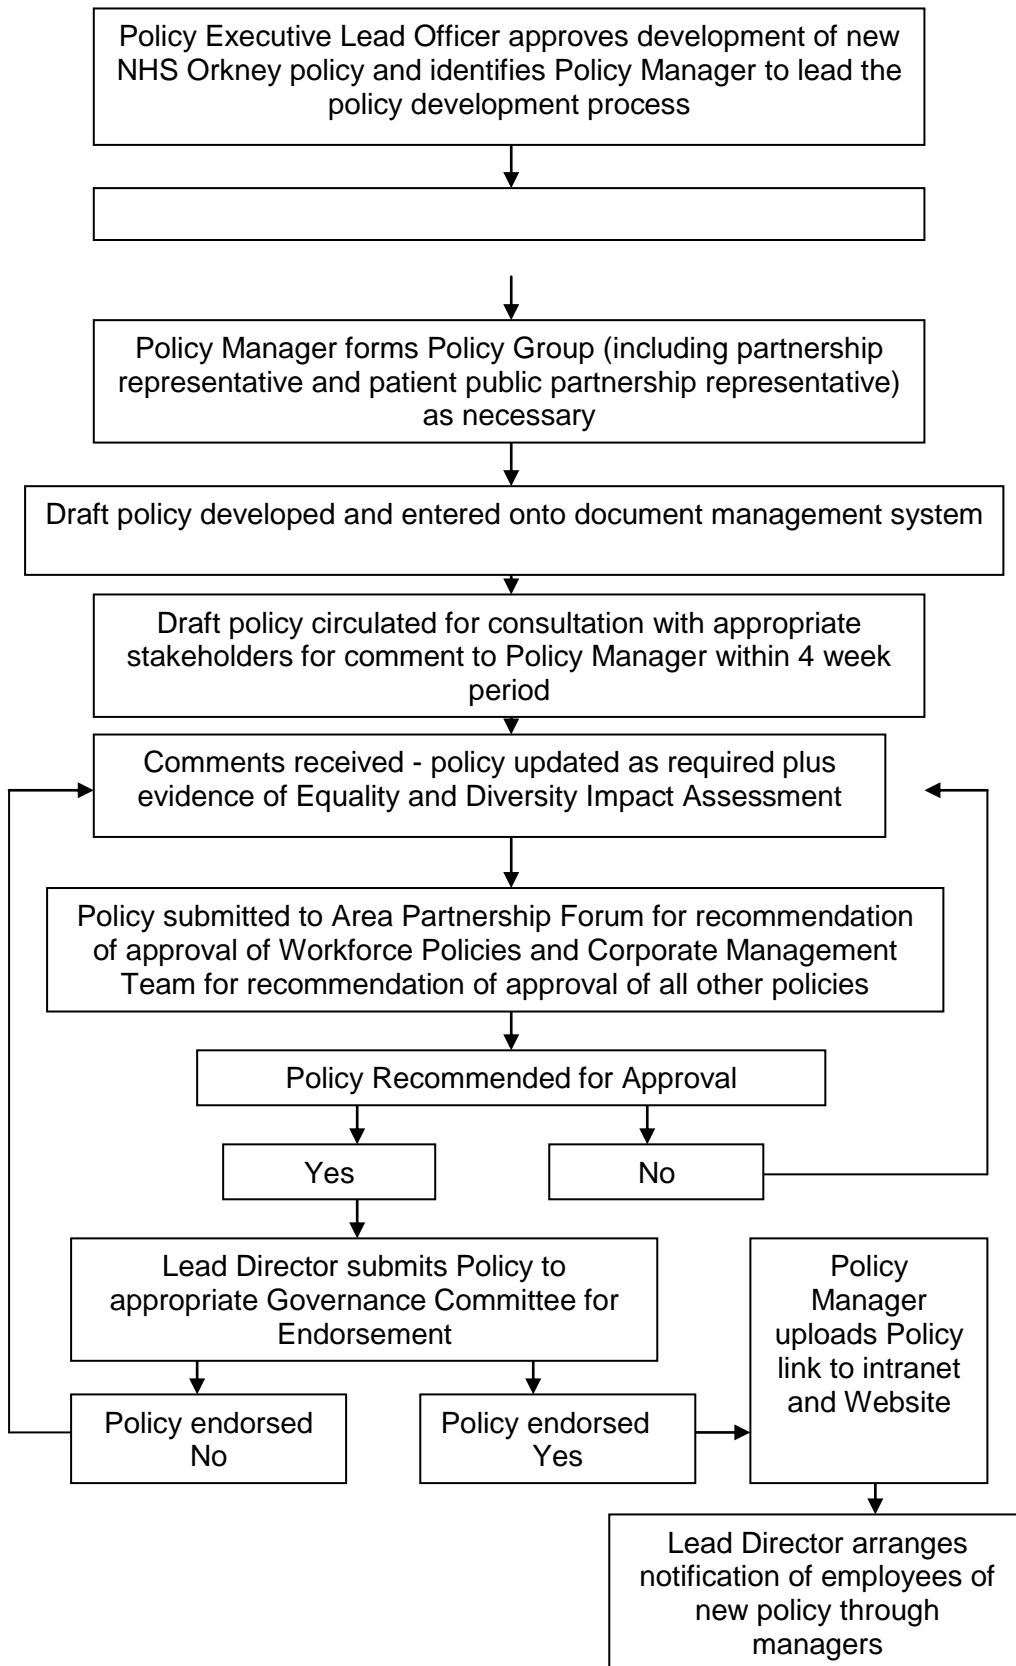 Policy Executive Lead Officer approves development of new
NHS Orkney policy and identifies Policy Manager to lead the
policy development process
Policy Manager forms Policy Group (including partnership
representative and patient public partnership representative)
as necessary
Draft policy developed and entered onto document management system
Draft policy circulated for consultation with appropriate
stakeholders for comment to Policy Manager within 4 week
period
Comments received - policy updated as required plus
evidence of Equality and Diversity Impact Assessment
Policy submitted to Area Partnership Forum for recommendation
of approval of Workforce Policies and Corporate Management
Team for recommendation of approval of all other policies
Policy Recommended for Approval
Yes
No
Lead Director submits Policy to
appropriate Governance Committee for
Endorsement
Policy endorsed
No
Policy endorsed
Yes
Policy
Manager
uploads Policy
link to intranet
and Website
Lead Director arranges
notification of employees of
new policy through
managers